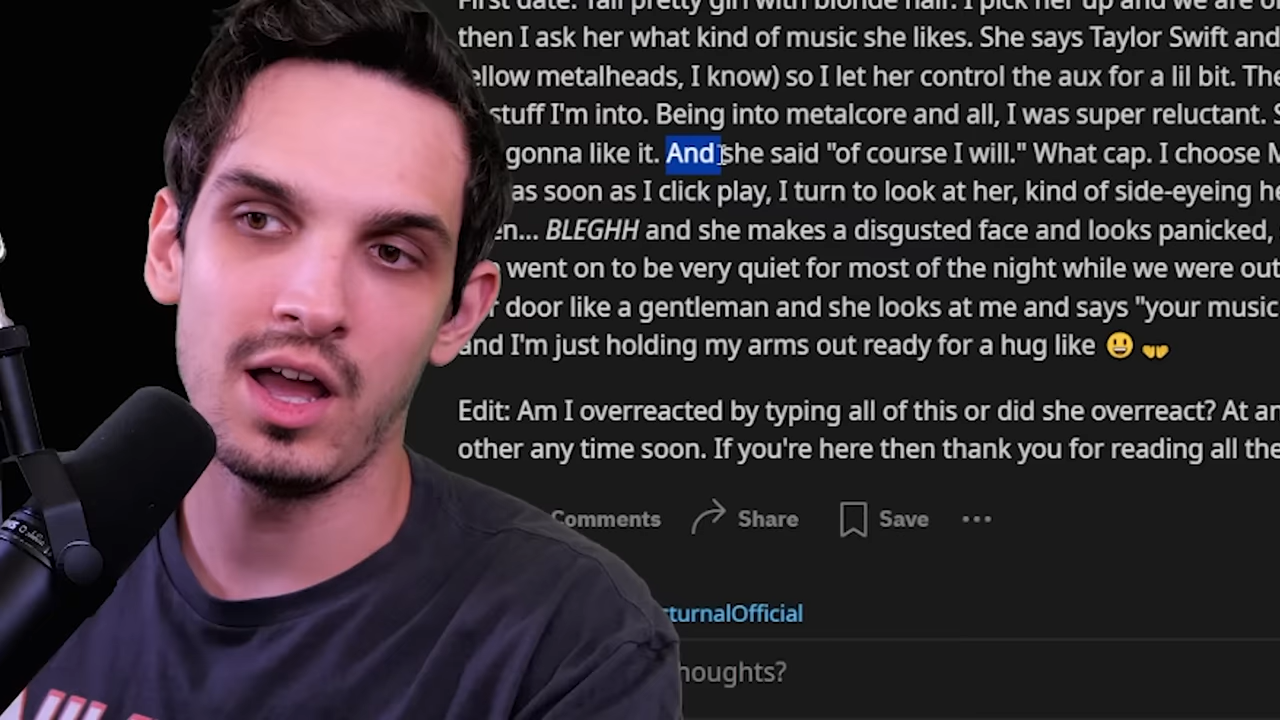 First date. Tall pretty girl with blonde hair. I pick her up and we are
then I ask her what kind of music she likes. She says Taylor Swift and
fellow metalheads, I know) so I let her control the aux for a lil bit. The
stuff I'm into. Being into metalcore and all, I was super reluctant.
gonna like it. And she said "of course I will." What cap. I choose
as soon as I click play, I turn to look at her, kind of side-eyeing
BLEGHH and she makes a disgusted face and looks panicked,
went on to be very quiet for most of the night while we were out
door like a gentleman and she looks at me and says "your music
and I'm just holding my arms out ready for a hug like 😃 👐
Edit: Am I overreacted by typing all of this or did she overreact? At
other any time soon. If you're here then thank you for reading all the
Comments Share Save •••
cturnalOfficial
houghts?